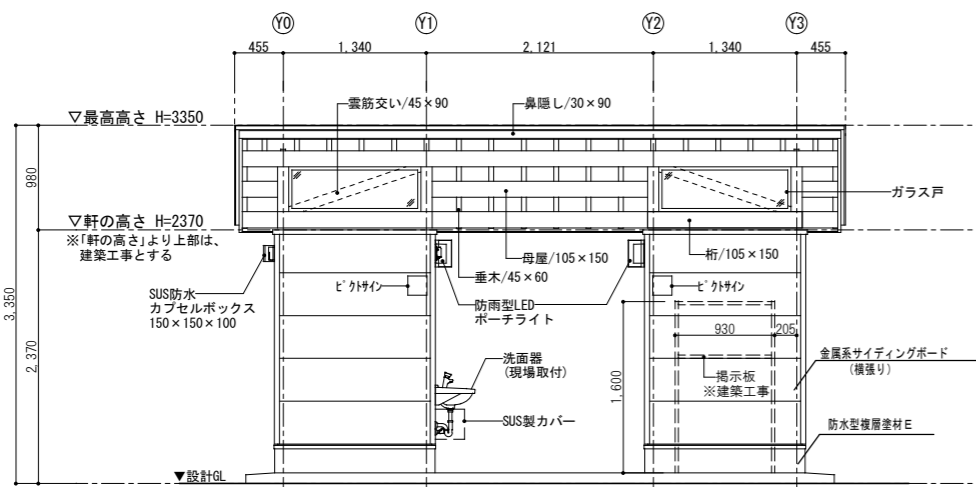 Y0
Y1
Y2
Y3
455
1,340
2,121
1,340
455
雲筋交い/45×90
鼻隠し/30×90
▽最高高さ H=3350
980
ガラス戸
▽軒の高さ H=2370
※「軒の高さ」より上部は、
建築工事とする
母屋/105×150
桁/105×150
垂木/45×60
SUS防水
カプセルボックス
150×150×100
ピクトサイン
防雨型LED
ポーチライト
ピクトサイン
3,350
2,370
930
205
金属系サイディングボード
(横張り)
洗面器
(現場取付)
掲示板
※建築工事
1,600
SUS製カバー
防水型複層塗材E
▼設計GL